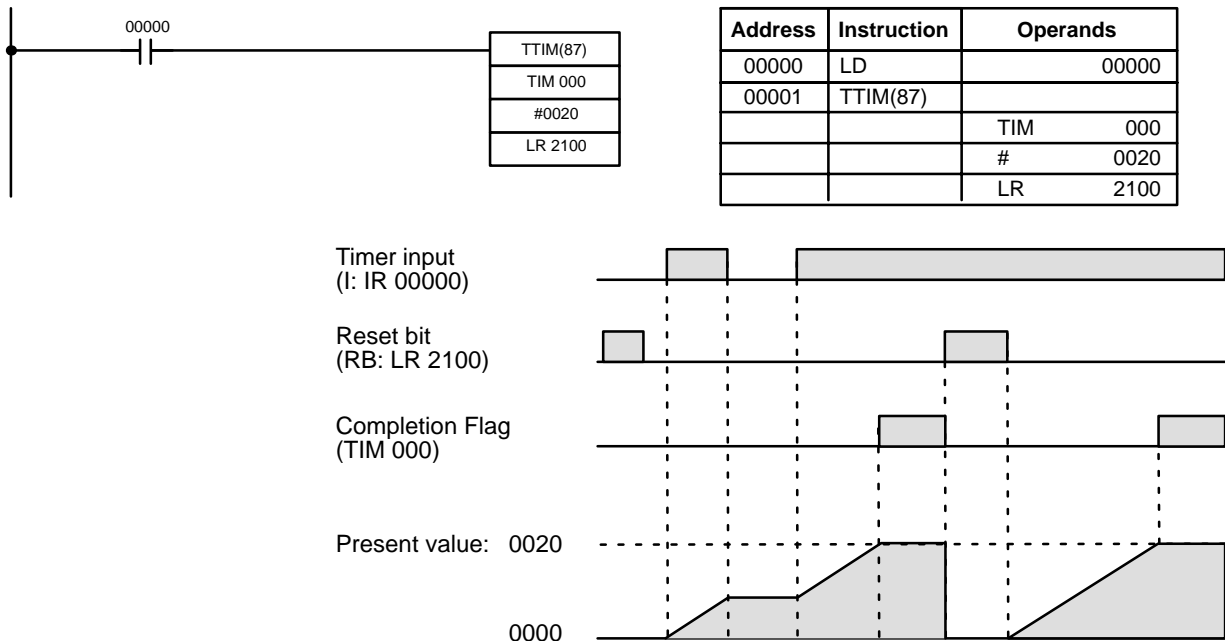 00000
TTIM(87)
TIM 000
#0020
LR 2100
Address Instruction Operands
00000 LD 00000
00001 TTIM(87)
TIM 000
# 0020
LR 2100
Timer input
(I: IR 00000)
Reset bit
(RB: LR 2100)
Completion Flag
(TIM 000)
Present value: 0020
0000